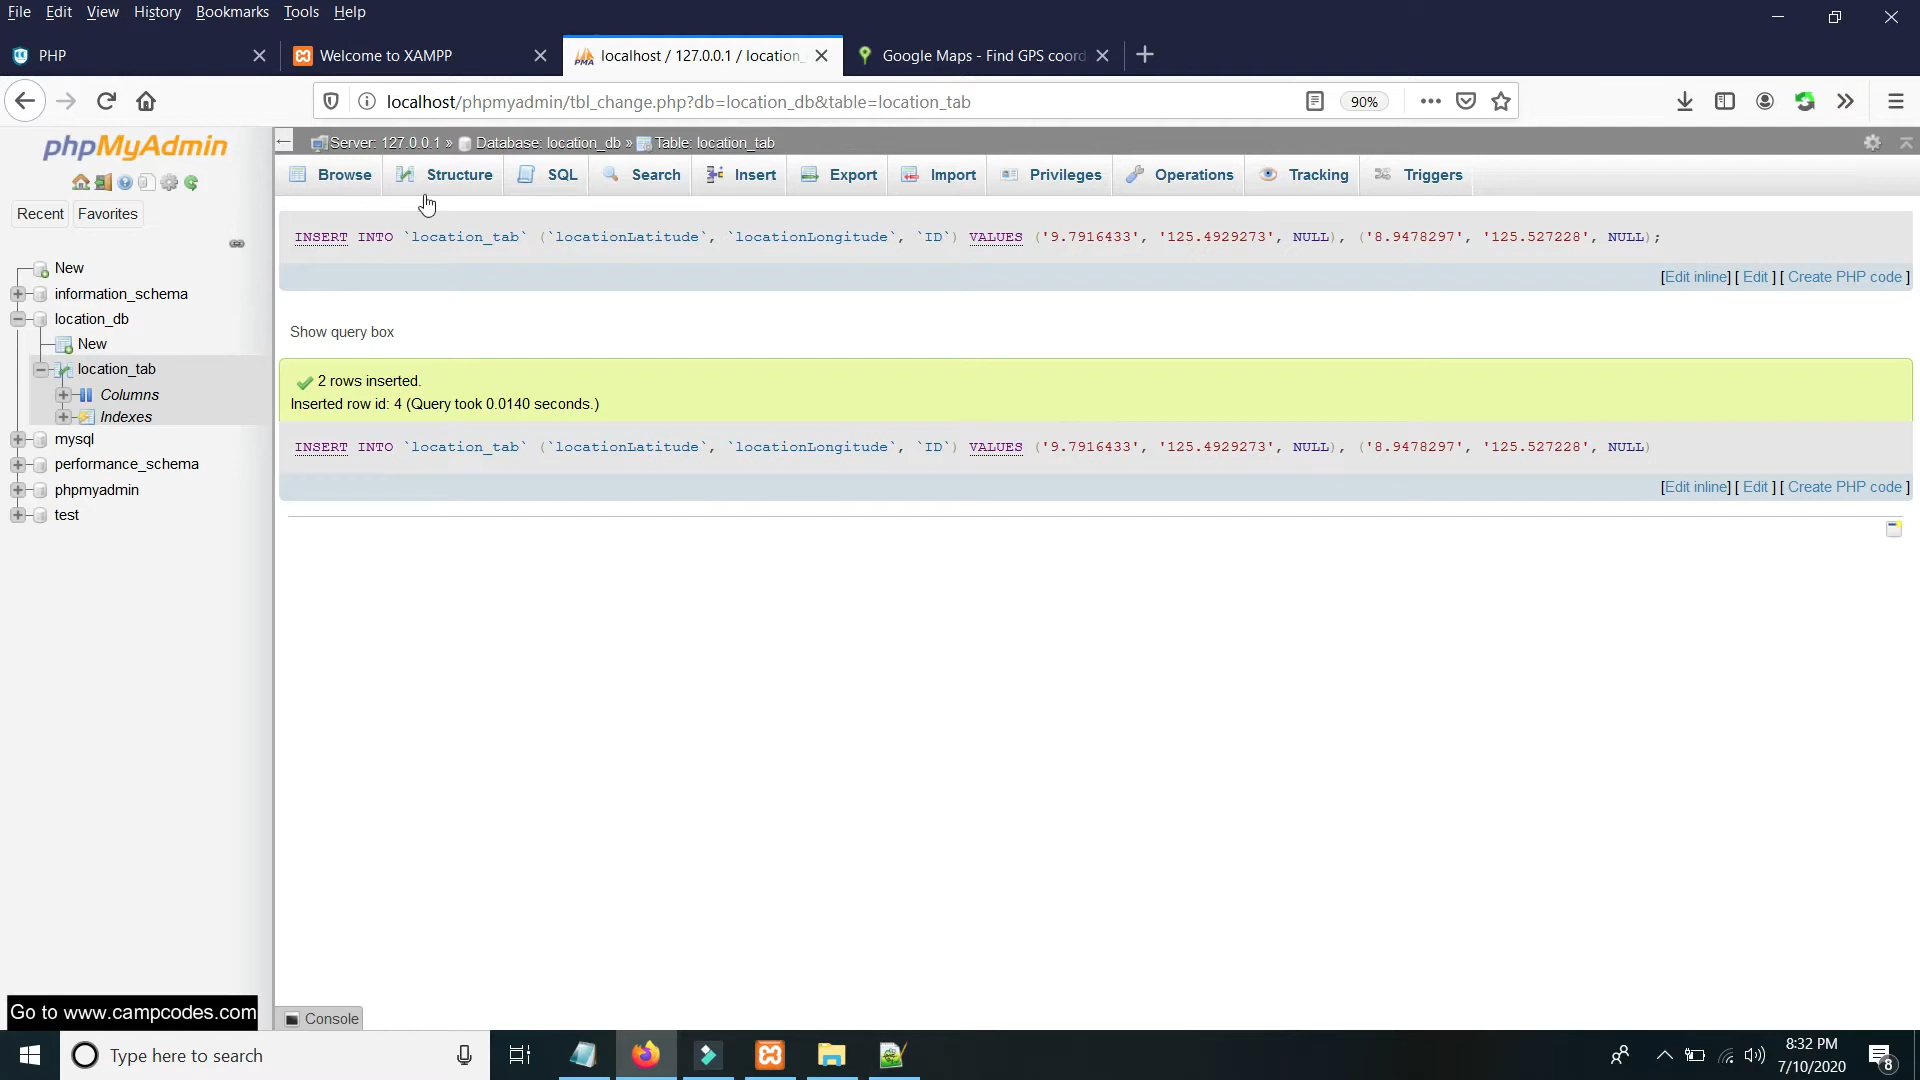 File Edit View History Bookmarks Tools Help
PHP
Welcome to XAMPP
localhost / 127.0.0.1 / location_
Google Maps - Find GPS coord
localhost/phpmyadmin/tbl_change.php?db=location_db&table=location_tab
90%
phpMyAdmin
Server: 127.0.0.1 » Database: location_db » Table: location_tab
Browse Structure SQL Search Insert Export Import Privileges Operations Tracking Triggers
Recent Favorites
New
information_schema
location_db
New
location_tab
Columns
Indexes
mysql
performance_schema
phpmyadmin
test
INSERT INTO `location_tab` (`locationLatitude`, `locationLongitude`, `ID`) VALUES ('9.7916433', '125.4929273', NULL), ('8.9478297', '125.527228', NULL);
[Edit inline] [ Edit ] [ Create PHP code ]
Show query box
2 rows inserted.
Inserted row id: 4 (Query took 0.0140 seconds.)
INSERT INTO `location_tab` (`locationLatitude`, `locationLongitude`, `ID`) VALUES ('9.7916433', '125.4929273', NULL), ('8.9478297', '125.527228', NULL)
[Edit inline] [ Edit ] [ Create PHP code ]
Go to www.campcodes.com
Console
Type here to search
8:32 PM
7/10/2020
8